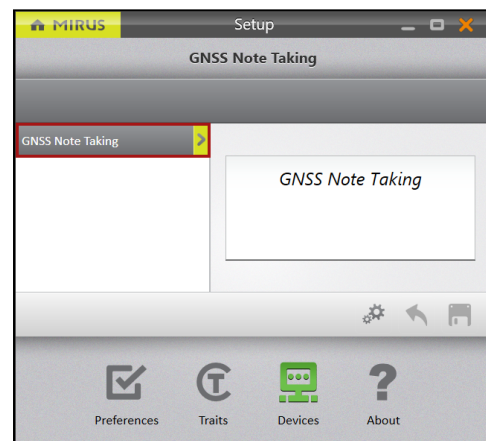 MIRUS
Setup
GNSS Note Taking
GNSS Note Taking
GNSS Note Taking
Preferences
Traits
Devices
About